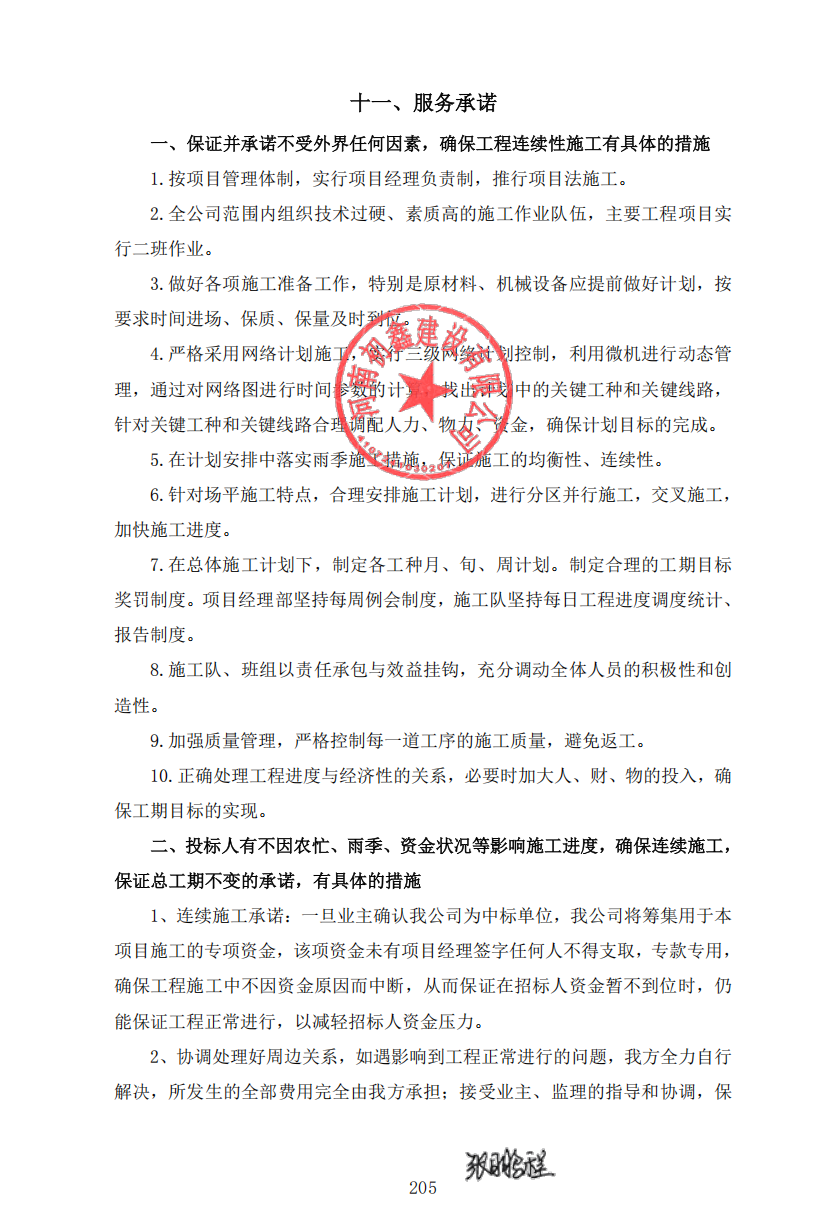 十一、服务承诺
一、保证并承诺不受外界任何因素，确保工程连续性施工有具体的措施
1.按项目管理体制，实行项目经理负责制，推行项目法施工。
2.全公司范围内组织技术过硬、素质高的施工作业队伍，主要工程项目实
行二班作业。
3.做好各项施工准备工作，特别是原材料、机械设备应提前做好计划，按
要求时间进场、保质、保量及时到位。
4.严格采用网络计划施工，实行三级网络计划控制，利用微机进行动态管
理，通过对网络图进行时间参数的计算，找出计划中的关键工种和关键线路，
针对关键工种和关键线路合理调配人力、物力、资金，确保计划目标的完成。
5.在计划安排中落实雨季施工措施，保证施工的均衡性、连续性。
6.针对场平施工特点，合理安排施工计划，进行分区并行施工，交叉施工，
加快施工进度。
7.在总体施工计划下，制定各工种月、旬、周计划。制定合理的工期目标
奖罚制度。项目经理部坚持每周例会制度，施工队坚持每日工程进度调度统计、
报告制度。
8.施工队、班组以责任承包与效益挂钩，充分调动全体人员的积极性和创
造性。
9.加强质量管理，严格控制每一道工序的施工质量，避免返工。
10.正确处理工程进度与经济性的关系，必要时加大人、财、物的投入，确
保工期目标的实现。
二、投标人有不因农忙、雨季、资金状况等影响施工进度，确保连续施工，
保证总工期不变的承诺，有具体的措施
1、连续施工承诺：一旦业主确认我公司为中标单位，我公司将筹集用于本
项目施工的专项资金，该项资金未有项目经理签字任何人不得支取，专款专用，
确保工程施工中不因资金原因而中断，从而保证在招标人资金暂不到位时，仍
能保证工程正常进行，以减轻招标人资金压力。
2、协调处理好周边关系，如遇影响到工程正常进行的问题，我方全力自行
解决，所发生的全部费用完全由我方承担；接受业主、监理的指导和协调，保
河南初鑫建设有限公司
205